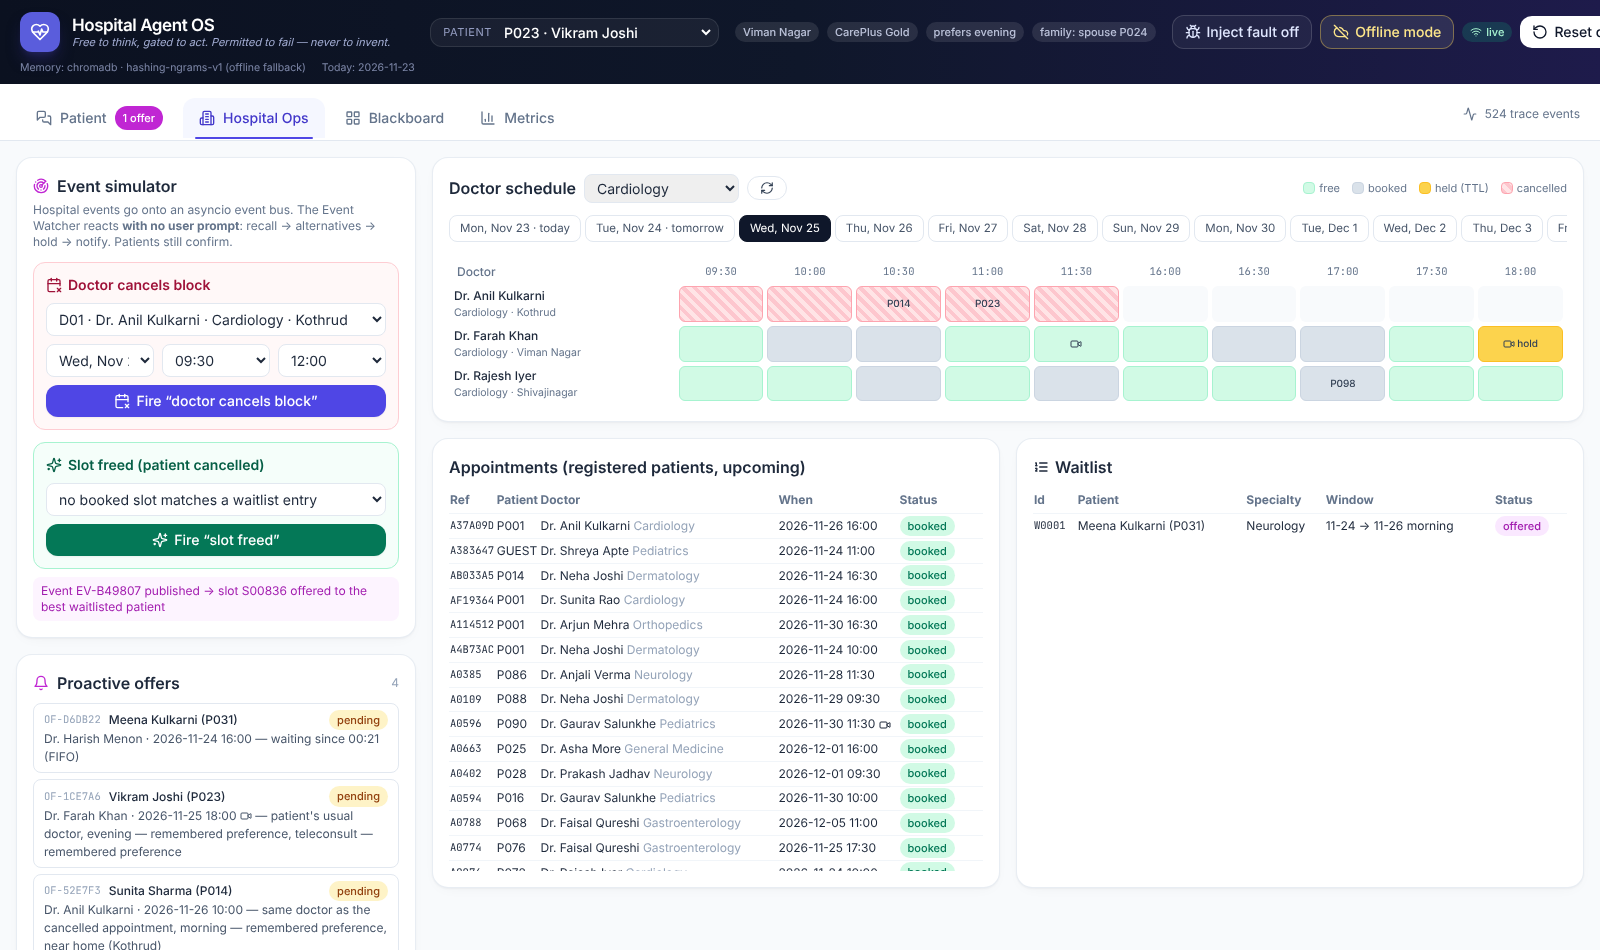 Hospital Agent OS
Free to think, gated to act. Permitted to fail — never to invent.
PATIENT P023 · Vikram Joshi
Viman Nagar
CarePlus Gold
prefers evening
family: spouse P024
Inject fault off
Offline mode
live
Reset
Memory: chromadb · hashing-ngrams-v1 (offline fallback) Today: 2026-11-23
Patient 1 offer
Hospital Ops
Blackboard
Metrics
524 trace events
Event simulator
Hospital events go onto an asyncio event bus. The Event
Watcher reacts with no user prompt: recall → alternatives →
hold → notify. Patients still confirm.
Doctor cancels block
D01 · Dr. Anil Kulkarni · Cardiology · Kothrud
Wed, Nov 09:30 12:00
Fire “doctor cancels block”
Slot freed (patient cancelled)
no booked slot matches a waitlist entry
Fire “slot freed”
Event EV-B49807 published → slot S00836 offered to the
best waitlisted patient
Proactive offers 4
OF-D6DB22 Meena Kulkarni (P031) pending
Dr. Harish Menon · 2026-11-24 16:00 — waiting since 00:21
(FIFO)
OF-1CE7A6 Vikram Joshi (P023) pending
Dr. Farah Khan · 2026-11-25 18:00 — patient's usual
doctor, evening — remembered preference, teleconsult —
remembered preference
OF-52E7F3 Sunita Sharma (P014) pending
Dr. Anil Kulkarni · 2026-11-26 10:00 — same doctor as the
cancelled appointment, morning — remembered preference,
near home (Kothrud)
Doctor schedule Cardiology
free booked held (TTL) cancelled
Mon, Nov 23 · today Tue, Nov 24 · tomorrow Wed, Nov 25 Thu, Nov 26 Fri, Nov 27 Sat, Nov 28 Sun, Nov 29 Mon, Nov 30 Tue, Dec 1 Wed, Dec 2 Thu, Dec 3
Doctor 09:30 10:00 10:30 11:00 11:30 16:00 16:30 17:00 17:30 18:00
Dr. Anil Kulkarni
Cardiology · Kothrud
P014 P023
Dr. Farah Khan
Cardiology · Viman Nagar
hold
Dr. Rajesh Iyer
Cardiology · Shivajinagar
P098
Appointments (registered patients, upcoming)
Ref Patient Doctor When Status
A37A09D P001 Dr. Anil Kulkarni Cardiology 2026-11-26 16:00 booked
A383647 GUEST Dr. Shreya Apte Pediatrics 2026-11-24 11:00 booked
AB033A5 P014 Dr. Neha Joshi Dermatology 2026-11-24 16:30 booked
AF19364 P001 Dr. Sunita Rao Cardiology 2026-11-24 16:00 booked
A114512 P001 Dr. Arjun Mehra Orthopedics 2026-11-30 16:30 booked
A4B73AC P001 Dr. Neha Joshi Dermatology 2026-11-24 10:00 booked
A0385 P086 Dr. Anjali Verma Neurology 2026-11-28 11:30 booked
A0109 P088 Dr. Neha Joshi Dermatology 2026-11-29 09:30 booked
A0596 P090 Dr. Gaurav Salunkhe Pediatrics 2026-11-30 11:30 booked
A0663 P025 Dr. Asha More General Medicine 2026-12-01 16:00 booked
A0402 P028 Dr. Prakash Jadhav Neurology 2026-12-01 09:30 booked
A0594 P016 Dr. Gaurav Salunkhe Pediatrics 2026-11-30 10:00 booked
A0788 P068 Dr. Faisal Qureshi Gastroenterology 2026-12-05 11:00 booked
A0774 P076 Dr. Faisal Qureshi Gastroenterology 2026-11-25 17:30 booked
Waitlist
Id Patient Specialty Window Status
W0001 Meena Kulkarni (P031) Neurology 11-24 → 11-26 morning offered